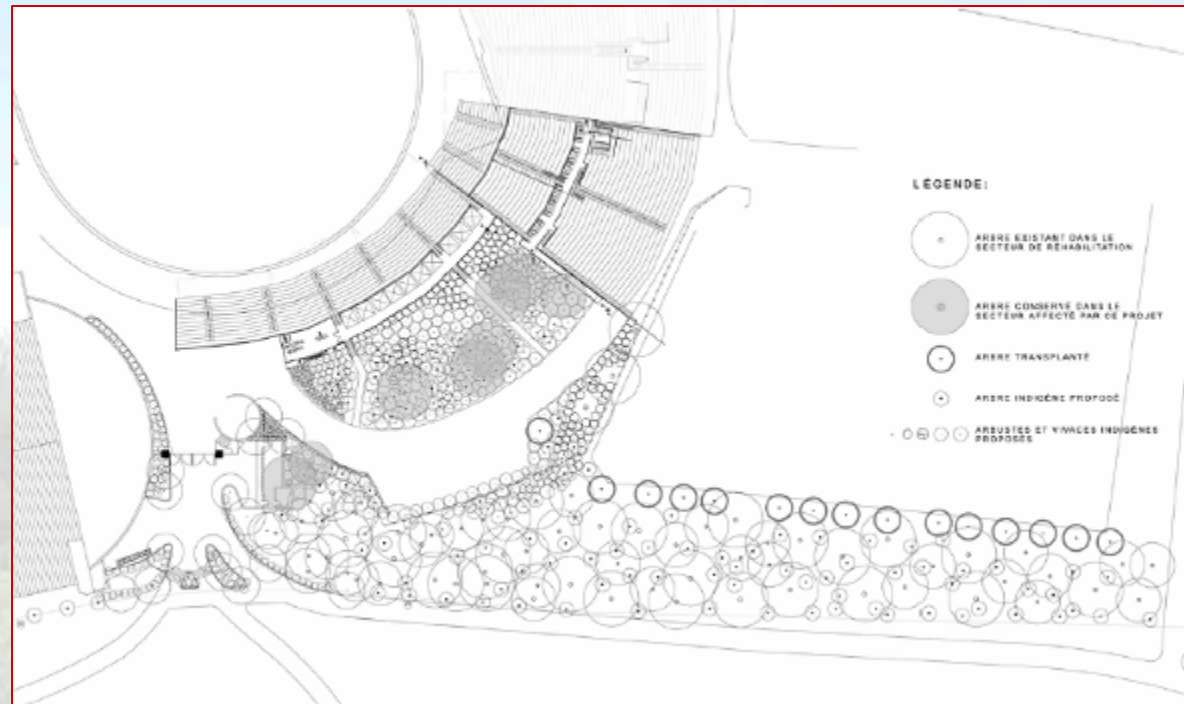 LÉGENDE:
ARBRE EXISTANT DANS LE
SECTEUR DE RÉHABILITATION
ARBRE CONSERVÉ DANS LE
SECTEUR AFFECTÉ PAR CE PROJET
ARBRE TRANSPLANTÉ
ARBRE INDIGÈNE PROPOSÉ
ARBUSTES ET VIVACES INDIGÈNES
PROPOSÉS